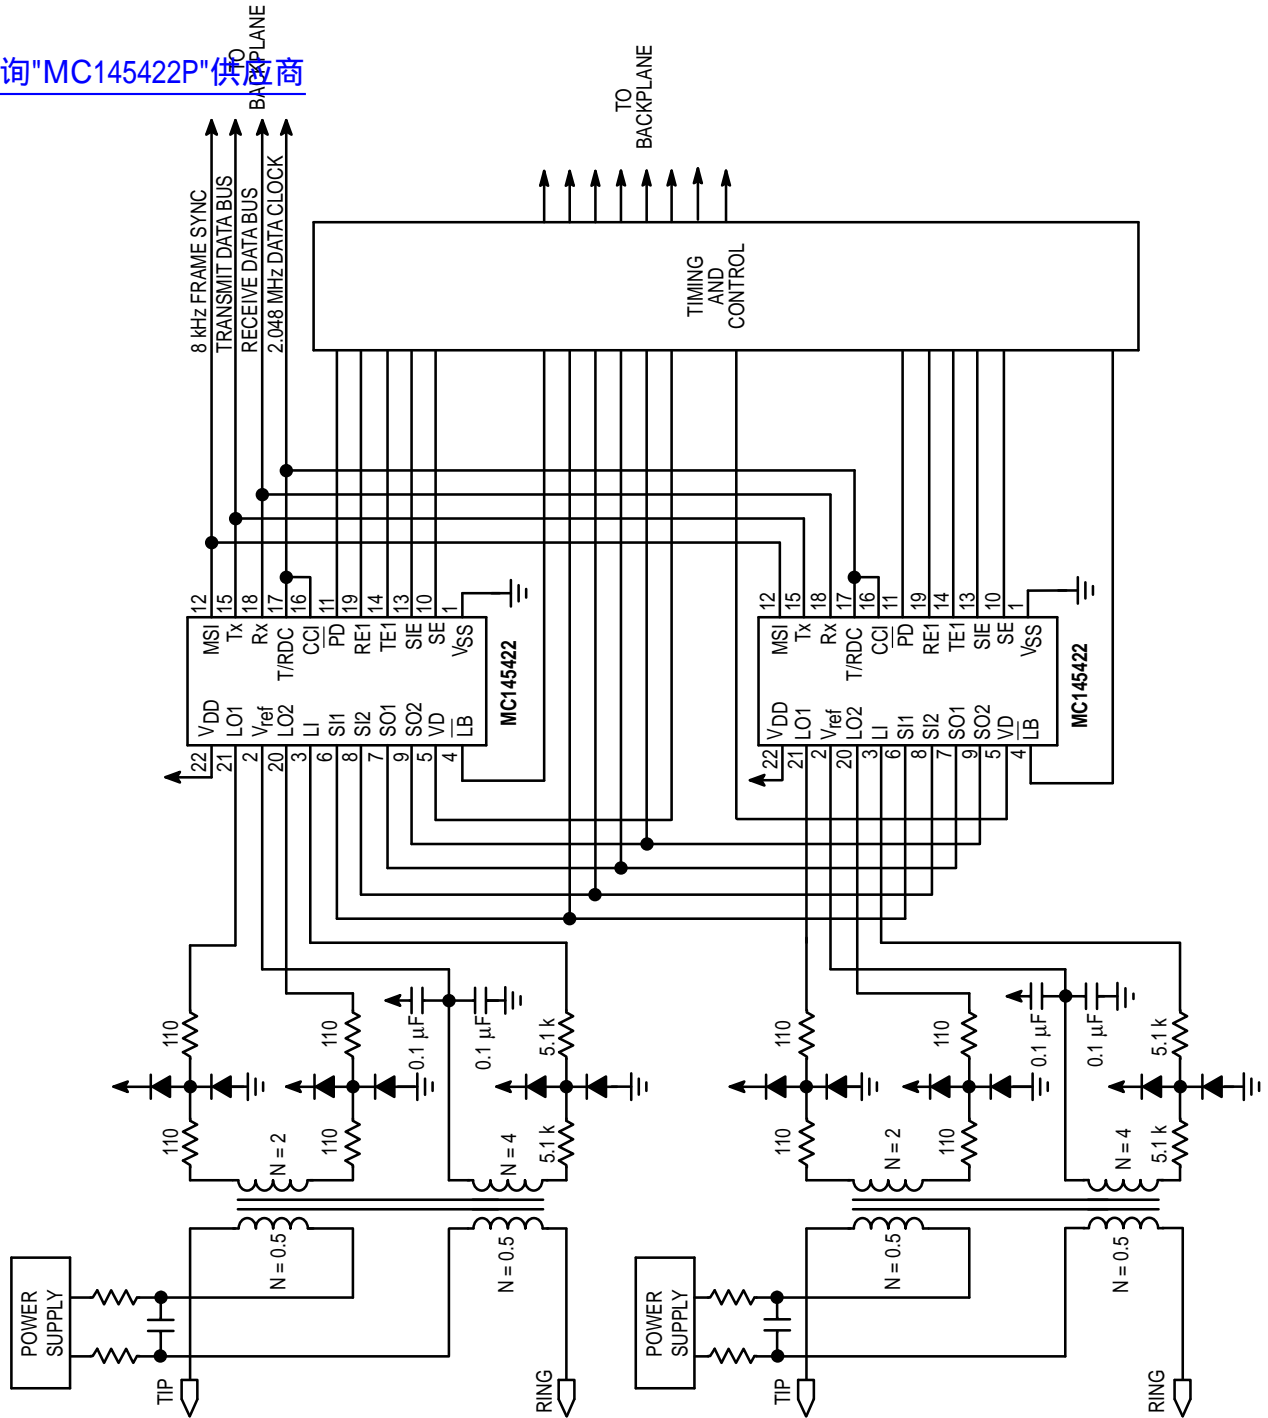 询"MC145422P"供应商
TO
BACKPLANE
TO
BACKPLANE
8 kHz FRAME SYNC
TRANSMIT DATA BUS
RECEIVE DATA BUS
2.048 MHz DATA CLOCK
TIMING
AND
CONTROL
12
15
18
17
16
11
19
14
13
10
1
MSI
Tx
Rx
T/RDC
CCI
PD
RE1
TE1
SIE
SE
VSS
MC145422
VDD
LO1
Vref
LO2
LI
SI1
SI2
SO1
SO2
VD
LB
22
21
2
20
3
6
8
7
9
5
4
12
15
18
17
16
11
19
14
13
10
1
MSI
Tx
Rx
T/RDC
CCI
PD
RE1
TE1
SIE
SE
VSS
MC145422
VDD
LO1
Vref
LO2
LI
SI1
SI2
SO1
SO2
VD
LB
22
21
2
20
3
6
8
7
9
5
4
110
110
0.1 µF
0.1 µF
5.1 k
110
N = 2
110
N = 4
5.1 k
N = 0.5
N = 0.5
POWER
SUPPLY
TIP
RING
110
110
0.1 µF
0.1 µF
5.1 k
110
N = 2
110
N = 4
5.1 k
N = 0.5
N = 0.5
POWER
SUPPLY
TIP
RING